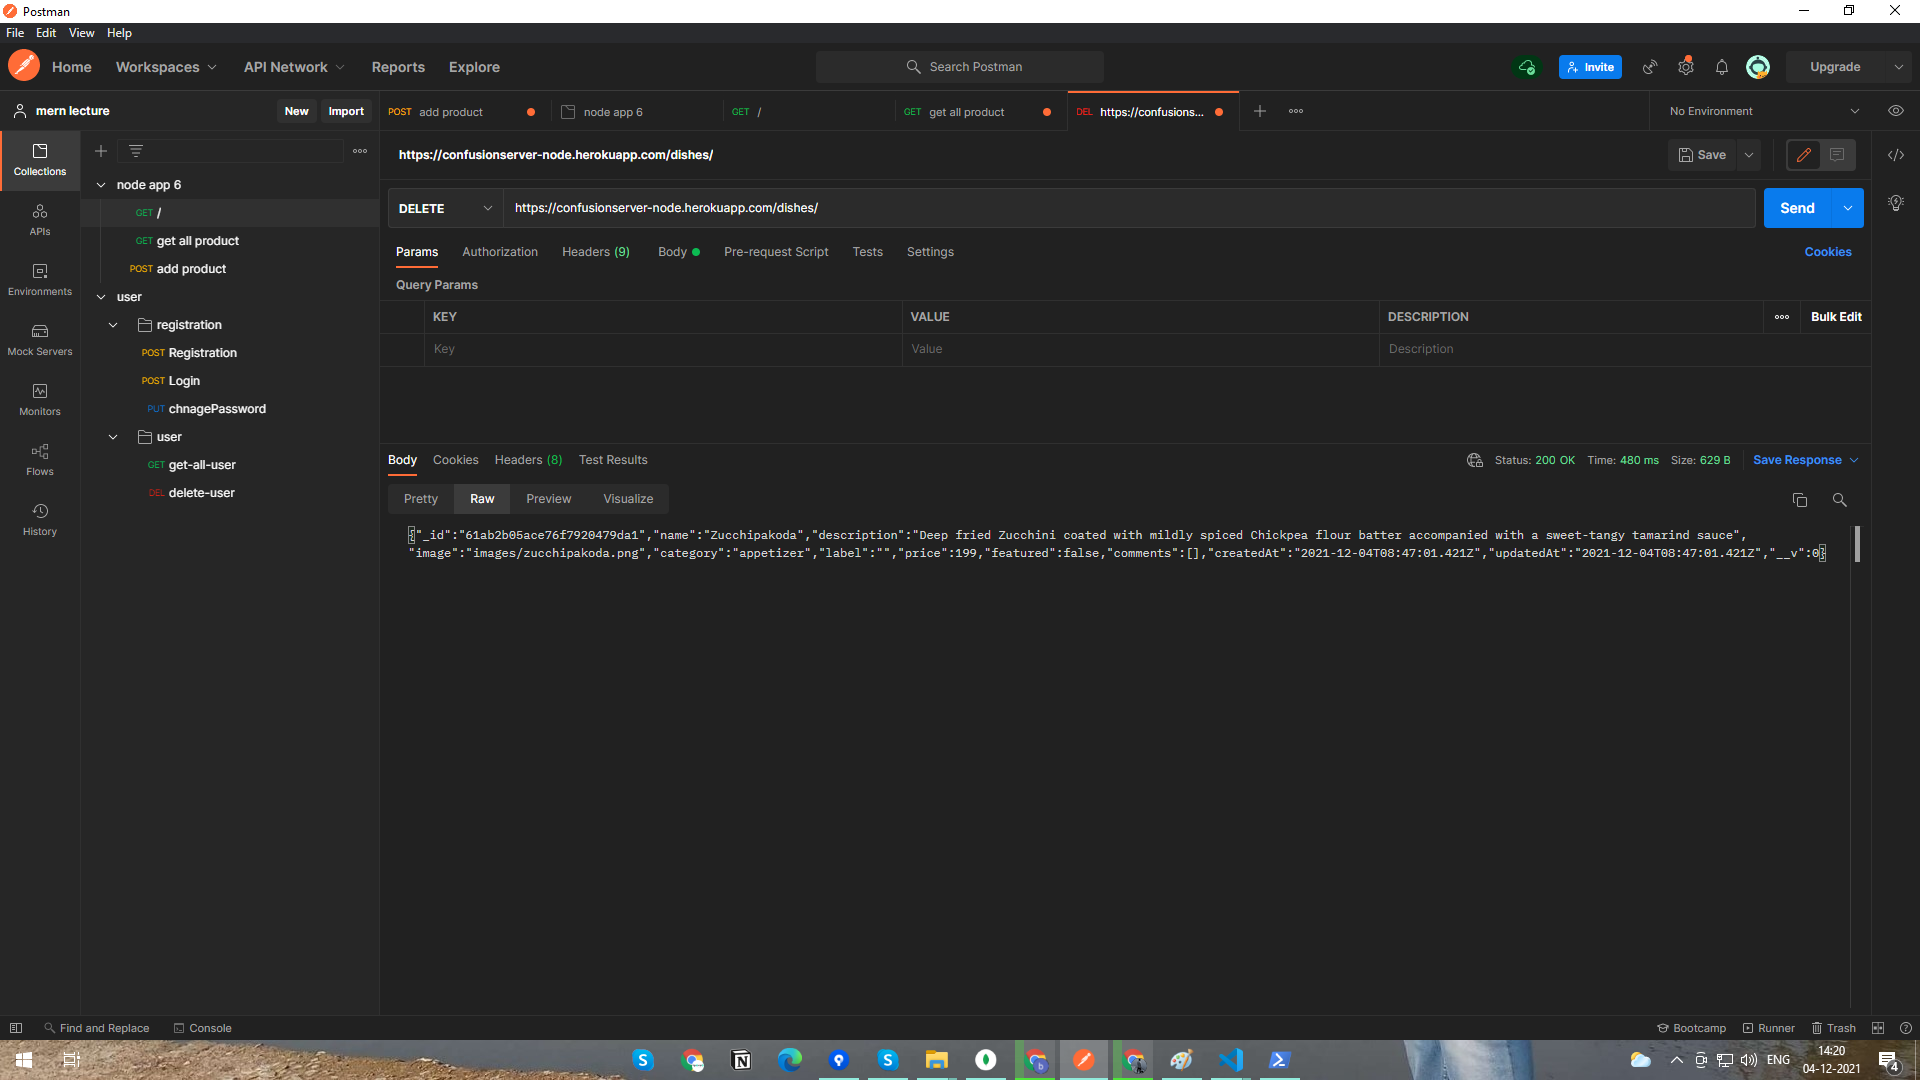 Postman
File Edit View Help
Home Workspaces API Network Reports Explore
Search Postman
Invite
Upgrade
mern lecture
New Import
POST add product
node app 6
GET /
GET get all product
DEL https://confusions...
No Environment
Collections
APIs
Environments
Mock Servers
Monitors
Flows
History
node app 6
GET /
GET get all product
POST add product
user
registration
POST Registration
POST Login
PUT chnagePassword
user
GET get-all-user
DEL delete-user
https://confusionserver-node.herokuapp.com/dishes/
Save
DELETE https://confusionserver-node.herokuapp.com/dishes/
Send
Params Authorization Headers (9) Body Pre-request Script Tests Settings
Cookies
Query Params
KEY VALUE DESCRIPTION Bulk Edit
Key Value Description
Body Cookies Headers (8) Test Results
Status: 200 OK Time: 480 ms Size: 629 B Save Response
Pretty Raw Preview Visualize
{"_id":"61ab2b05ace76f7920479da1","name":"Zucchipakoda","description":"Deep fried Zucchini coated with mildly spiced Chickpea flour batter accompanied with a sweet-tangy tamarind sauce",
"image":"images/zucchipakoda.png","category":"appetizer","label":"","price":199,"featured":false,"comments":[],"createdAt":"2021-12-04T08:47:01.421Z","updatedAt":"2021-12-04T08:47:01.421Z","__v":0}
Find and Replace Console
Bootcamp Runner Trash
ENG
14:20
04-12-2021
4